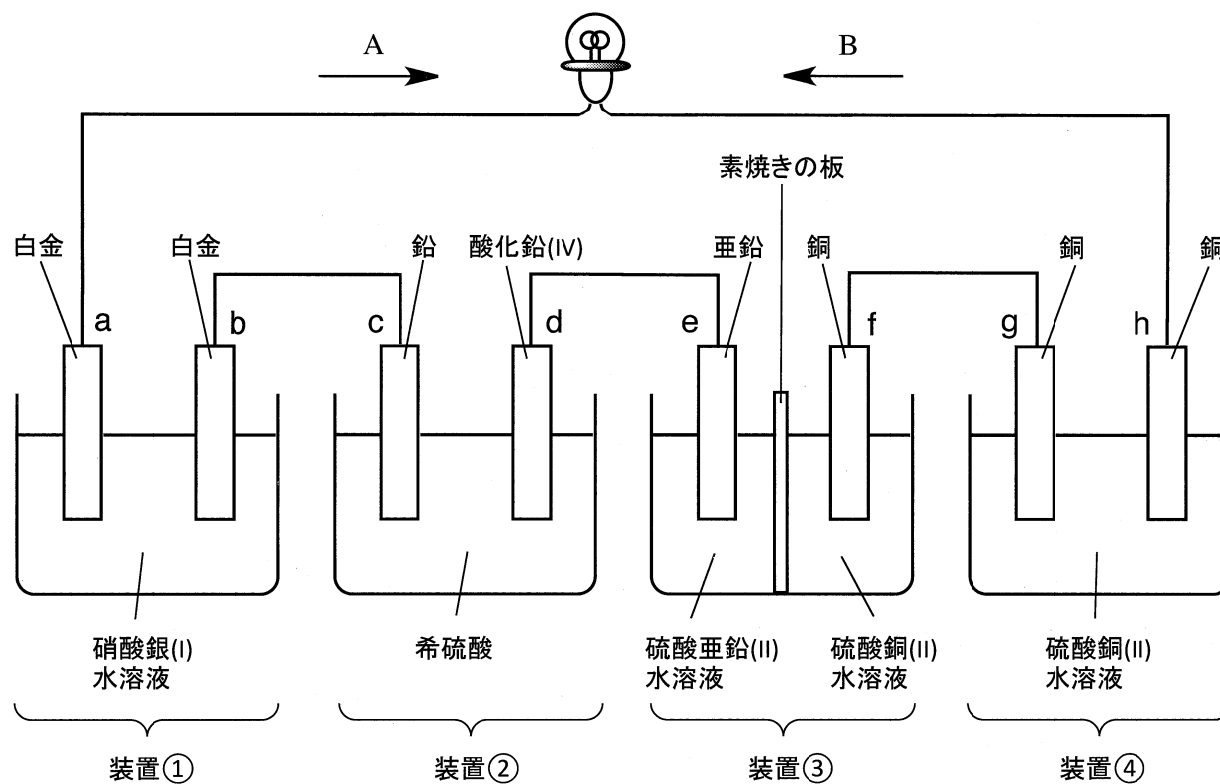 A
B
素焼きの板
白金
白金
鉛
酸化鉛(IV)
亜鉛
銅
銅
銅
a
b
c
d
e
f
g
h
硝酸銀(I)
水溶液
希硫酸
硫酸亜鉛(II)
水溶液
硫酸銅(II)
水溶液
硫酸銅(II)
水溶液
装置①
装置②
装置③
装置④